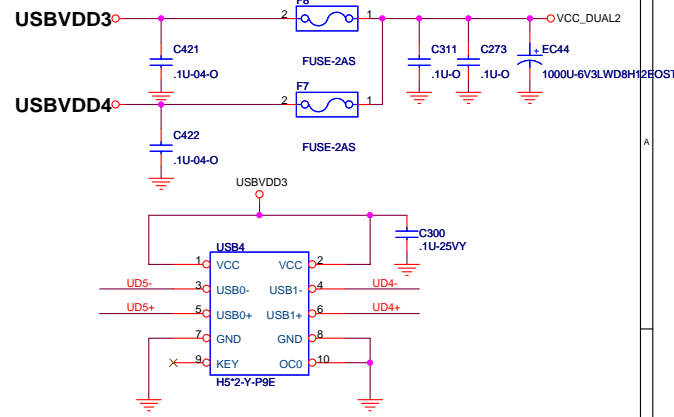 F8
USBVDD3
2
1
VCC_DUAL2
C421
.1U-04-O
FUSE-2AS
C311
.1U-O
C273
.1U-O
+
EC44
1000U-6V3LWD8H12EOST
F7
USBVDD4
2
1
C422
.1U-04-O
FUSE-2AS
A
USBVDD3
C300
.1U-25VY
USB4
1
VCC
VCC
2
UD5-
3
USB0-
USB1-
4
UD4-
UD5+
5
USB0+
USB1+
6
UD4+
7
GND
GND
8
9
KEY
OC0
10
H5*2-Y-P9E